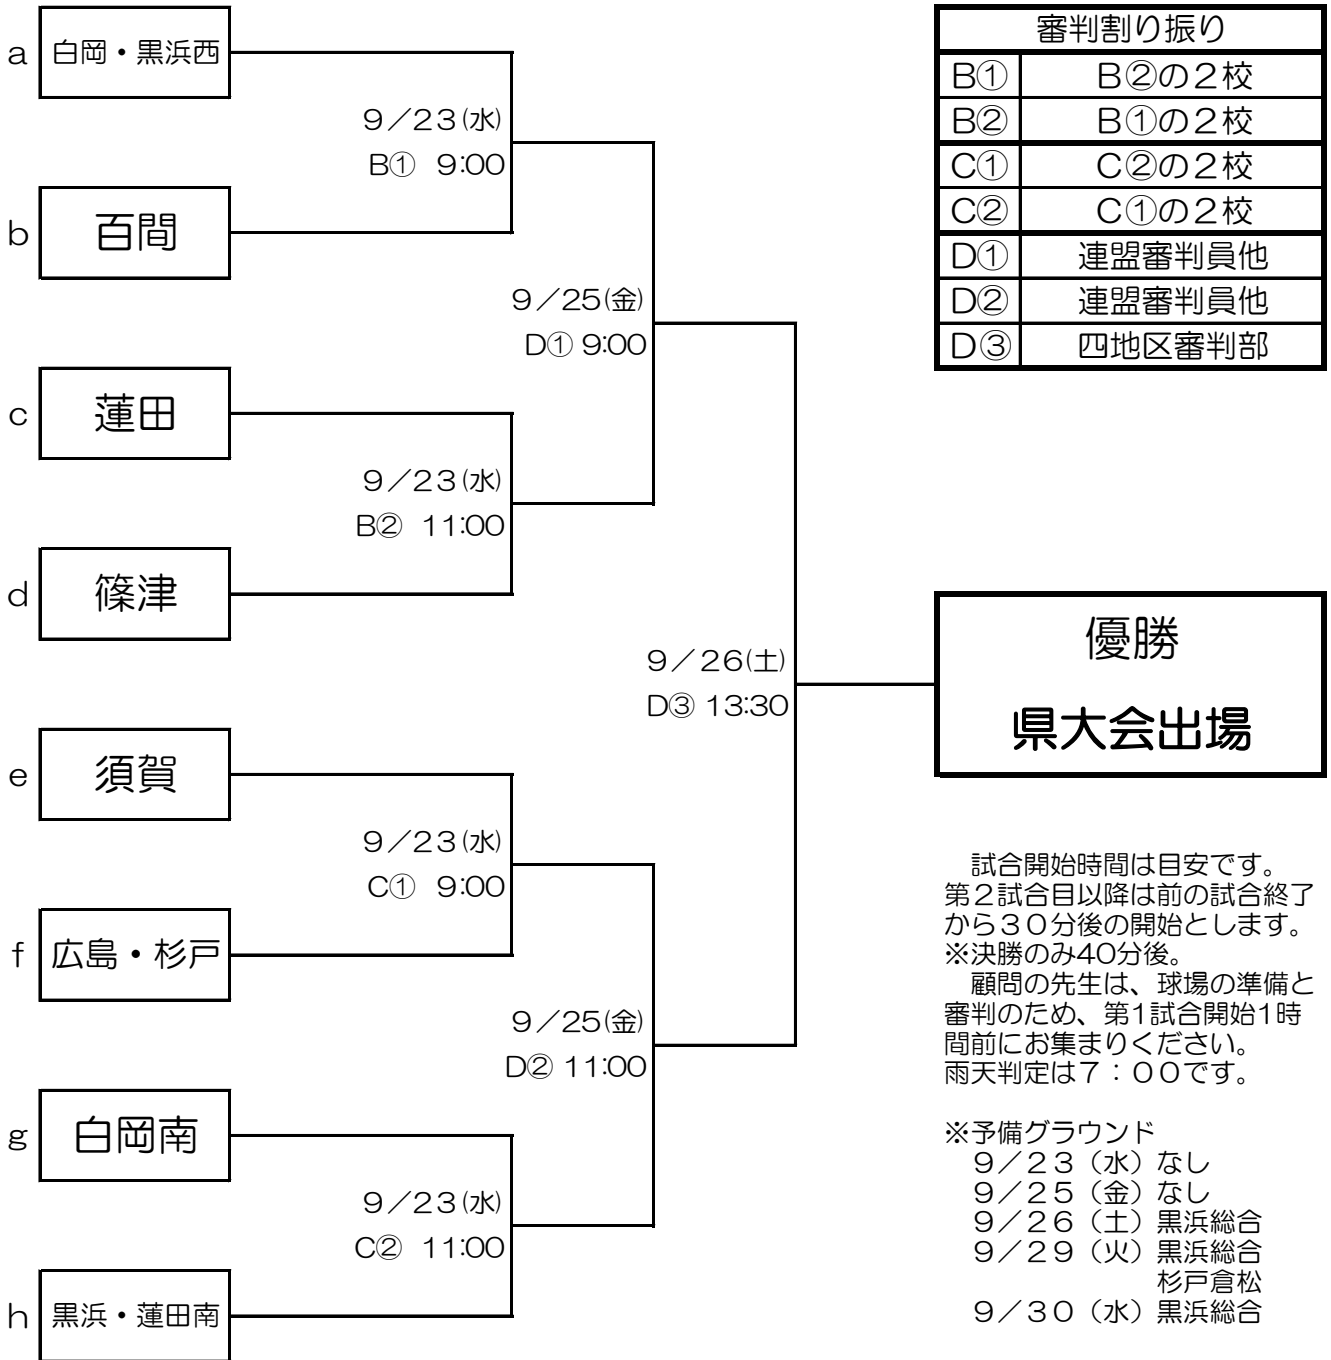 a 白岡・黒浜西
9／23(水)
B① 9:00
b 百間
9／25(金)
D① 9:00
c 蓮田
9／23(水)
B② 11:00
d 篠津
9／26(土)
D③ 13:30
e 須賀
9／23(水)
C① 9:00
f 広島・杉戸
9／25(金)
D② 11:00
g 白岡南
9／23(水)
C② 11:00
h 黒浜・蓮田南
審判割り振り
B① B②の２校
B② B①の２校
C① C②の２校
C② C①の２校
D① 連盟審判員他
D② 連盟審判員他
D③ 四地区審判部
優勝
県大会出場
試合開始時間は目安です。
第２試合目以降は前の試合終了
から３０分後の開始とします。
※決勝のみ40分後。
顧問の先生は、球場の準備と
審判のため、第1試合開始1時
間前にお集まりください。
雨天判定は７：００です。
※予備グラウンド
９／２３（水）なし
９／２５（金）なし
９／２６（土）黒浜総合
９／２９（火）黒浜総合
杉戸倉松
９／３０（水）黒浜総合